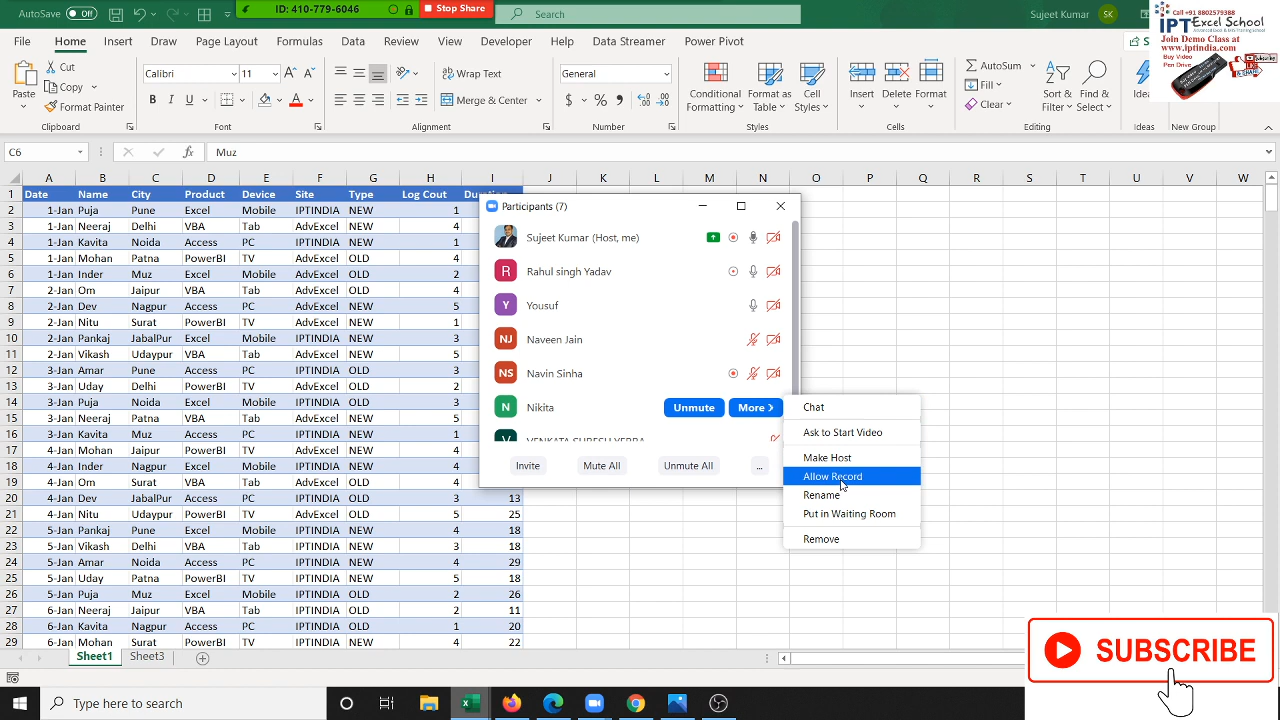 AutoSave Off
ID: 410-779-6046 Stop Share
Search
Sujeet Kumar SK
File Home Insert Draw Page Layout Formulas Data Review View Developer Help Data Streamer Power Pivot
Call +91 8802579388
IPT Excel School
Advanced Excel & MIS Training School
Join Demo Class at
www.iptindia.com
Buy Video
Pen Drive
Paste Cut Copy Format Painter
Calibri 11 B I U A A A
Wrap Text Merge & Center
General $ % ,
Conditional Formatting Format as Table Cell Styles
Insert Delete Format
AutoSum Fill Clear Sort & Filter Find & Select Ideas
Clipboard Font Alignment Number Styles Cells Editing Ideas New Group
C6 fx Muz
A B C D E F G H I J K L M N O P Q R S T U V W
1 Date Name City Product Device Site Type Log Cout
2 1-Jan Puja Pune Excel Mobile IPTINDIA NEW 1
3 1-Jan Neeraj Delhi VBA Tab AdvExcel NEW 4
4 1-Jan Kavita Noida Access PC IPTINDIA NEW 1
5 1-Jan Mohan Patna PowerBI TV AdvExcel OLD 4
6 1-Jan Inder Muz Excel Mobile IPTINDIA OLD 2
7 2-Jan Om Jaipur VBA Tab AdvExcel OLD 4
8 2-Jan Dev Nagpur Access PC IPTINDIA NEW 5
9 2-Jan Nitu Surat PowerBI TV AdvExcel NEW 1
10 2-Jan Pankaj JabalPur Excel Mobile IPTINDIA NEW 3
11 2-Jan Vikash Udaypur VBA Tab AdvExcel NEW 5
12 3-Jan Amar Pune Access PC IPTINDIA NEW 3
13 3-Jan Uday Delhi PowerBI TV AdvExcel OLD 2
14 3-Jan Puja Noida Excel Mobile IPTINDIA OLD 3
15 3-Jan Neeraj Patna VBA Tab AdvExcel OLD 5
16 4-Jan Kavita Muz Access PC IPTINDIA NEW 4
17 4-Jan Mohan Jaipur PowerBI TV AdvExcel NEW 4
18 4-Jan Inder Nagpur Excel Mobile IPTINDIA NEW 5
19 4-Jan Om Surat VBA Tab AdvExcel OLD 2
20 4-Jan Dev JabalPur Access PC IPTINDIA OLD 3 13
21 4-Jan Nitu Udaypur PowerBI TV AdvExcel OLD 5 25
22 5-Jan Pankaj Pune Excel Mobile IPTINDIA NEW 4 18
23 5-Jan Vikash Delhi VBA Tab AdvExcel NEW 3 18
24 5-Jan Amar Noida Access PC IPTINDIA NEW 4 29
25 5-Jan Uday Patna PowerBI TV AdvExcel OLD 5 18
26 5-Jan Puja Muz Excel Mobile IPTINDIA OLD 2 26
27 6-Jan Neeraj Jaipur VBA Tab AdvExcel OLD 2 11
28 6-Jan Kavita Nagpur Access PC IPTINDIA OLD 1 20
29 6-Jan Mohan Surat PowerBI TV AdvExcel NEW 4 22
Participants (7)
Sujeet Kumar (Host, me)
R Rahul singh Yadav
Y Yousuf
NJ Naveen Jain
NS Navin Sinha
N Nikita Unmute More
Invite Mute All Unmute All ...
Chat
Ask to Start Video
Make Host
Allow Record
Rename
Put in Waiting Room
Remove
SUBSCRIBE
Sheet1 Sheet3
Type here to search